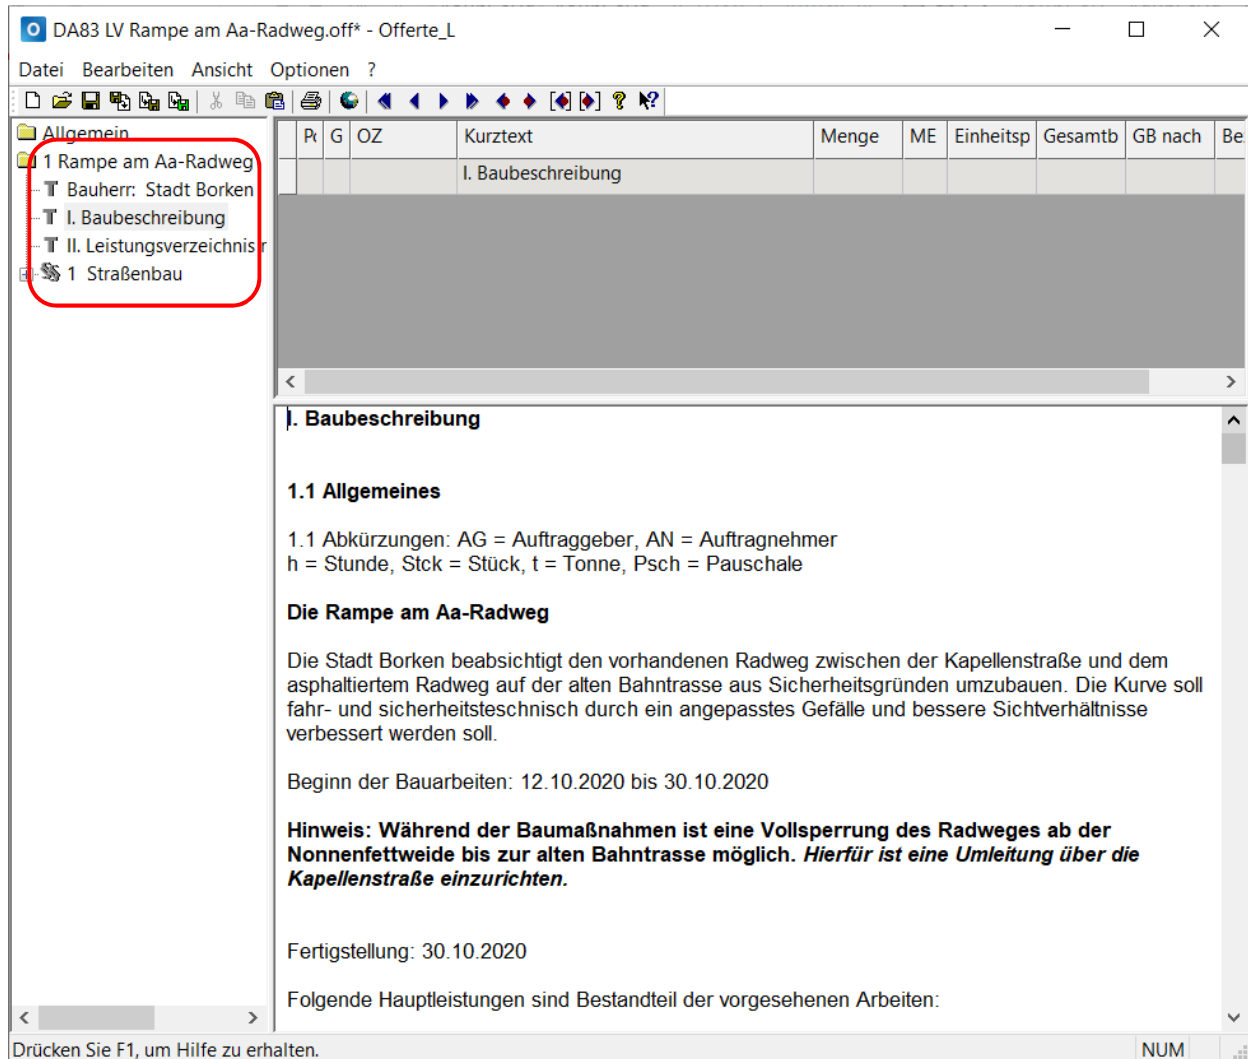 DA83 LV Rampe am Aa-Radweg.off* - Offerte_L
Datei Bearbeiten Ansicht Optionen ?
Allgemein
1 Rampe am Aa-Radweg
Bauherr: Stadt Borken
I. Baubeschreibung
II. Leistungsverzeichnis
1 Straßenbau
G OZ Kurztext Menge ME Einheitsp Gesamtb GB nach Be
I. Baubeschreibung
I. Baubeschreibung
1.1 Allgemeines
1.1 Abkürzungen: AG = Auftraggeber, AN = Auftragnehmer
h = Stunde, Stck = Stück, t = Tonne, Psch = Pauschale
Die Rampe am Aa-Radweg
Die Stadt Borken beabsichtigt den vorhandenen Radweg zwischen der Kapellenstraße und dem
asphaltiertem Radweg auf der alten Bahntrasse aus Sicherheitsgründen umzubauen. Die Kurve soll
fahr- und sicherheitsteschnisch durch ein angepasstes Gefälle und bessere Sichtverhältnisse
verbessert werden soll.
Beginn der Bauarbeiten: 12.10.2020 bis 30.10.2020
Hinweis: Während der Baumaßnahmen ist eine Vollsperrung des Radweges ab der
Nonnenfettweide bis zur alten Bahntrasse möglich. Hierfür ist eine Umleitung über die
Kapellenstraße einzurichten.
Fertigstellung: 30.10.2020
Folgende Hauptleistungen sind Bestandteil der vorgesehenen Arbeiten:
Drücken Sie F1, um Hilfe zu erhalten.
NUM